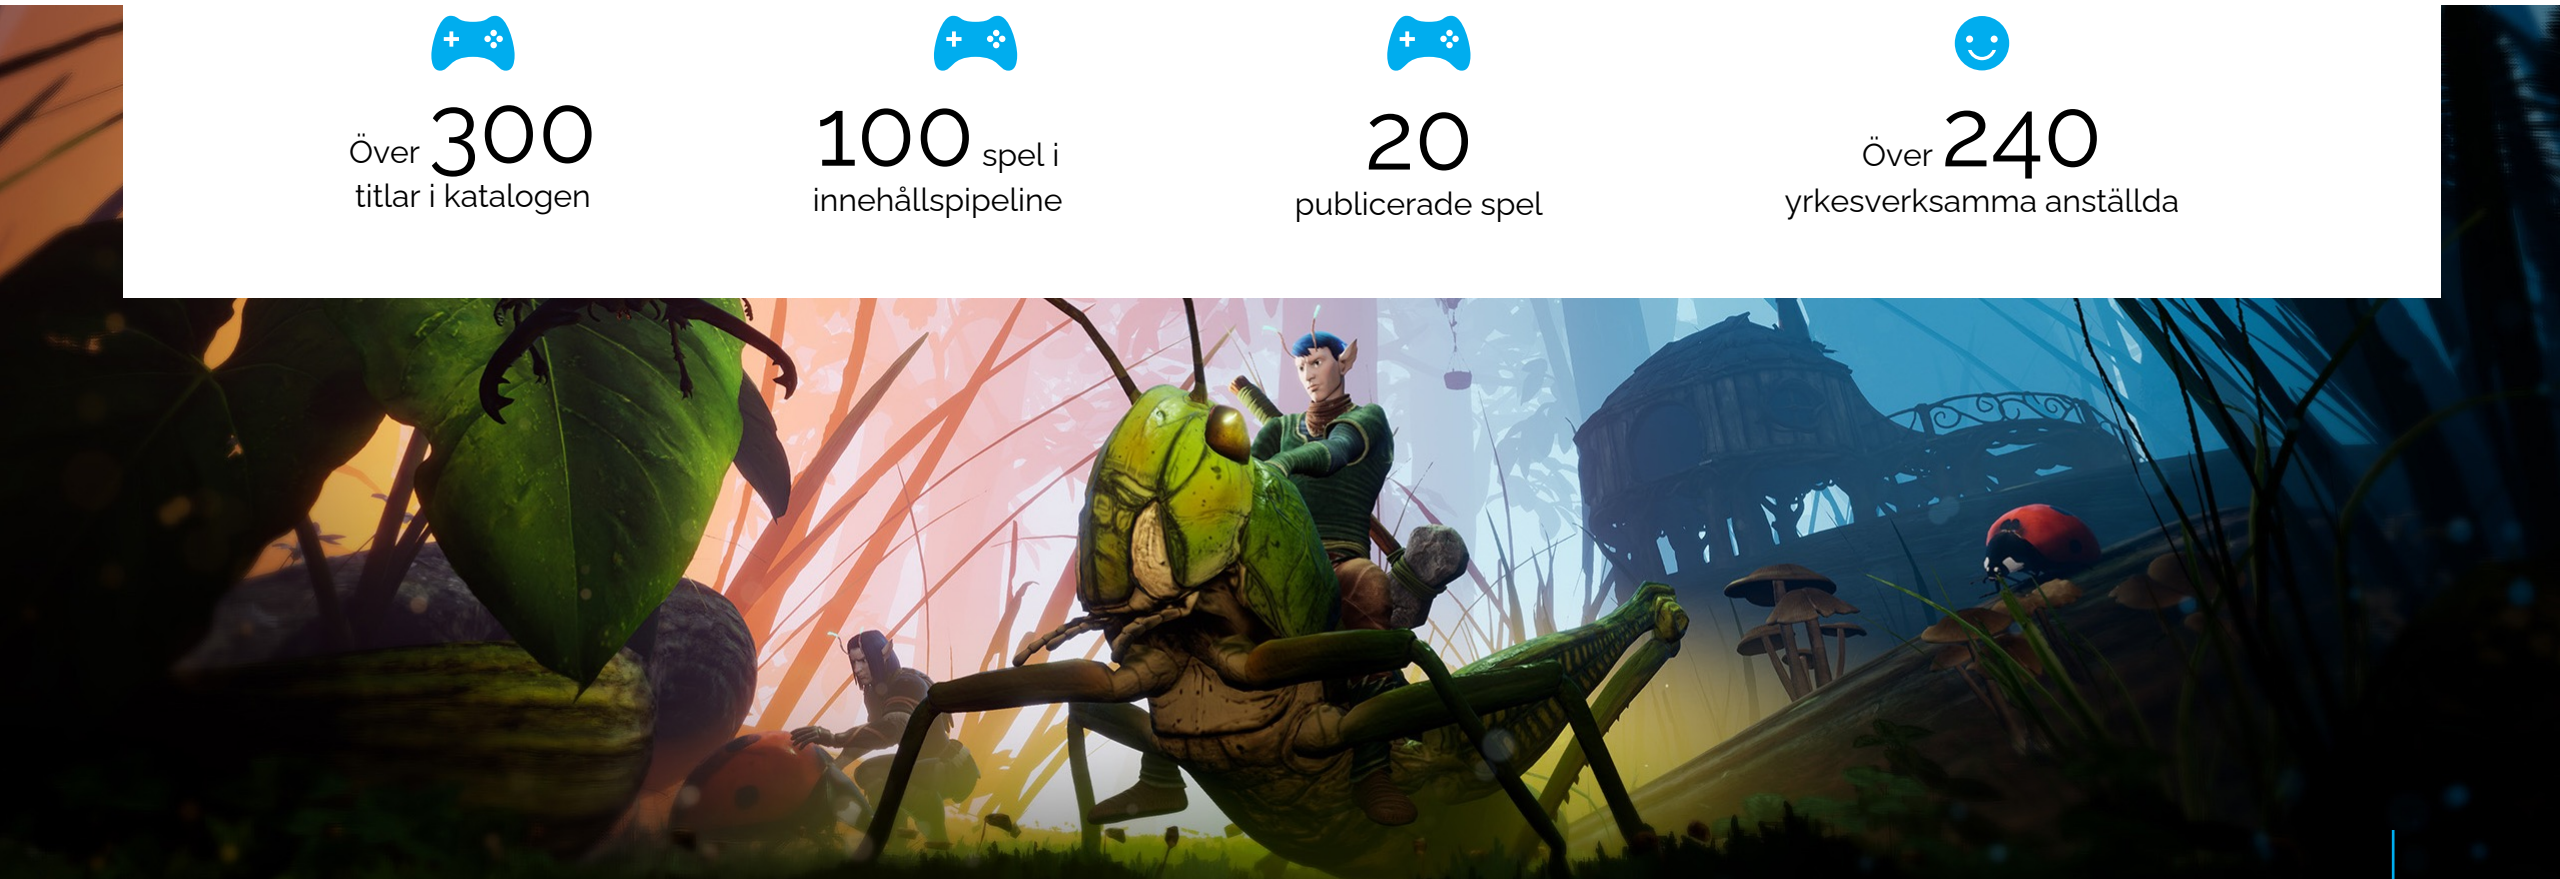 Över 300
titlar i katalogen
100 spel i
innehållspipeline
20
publicerade spel
Över 240
yrkesverksamma anställda